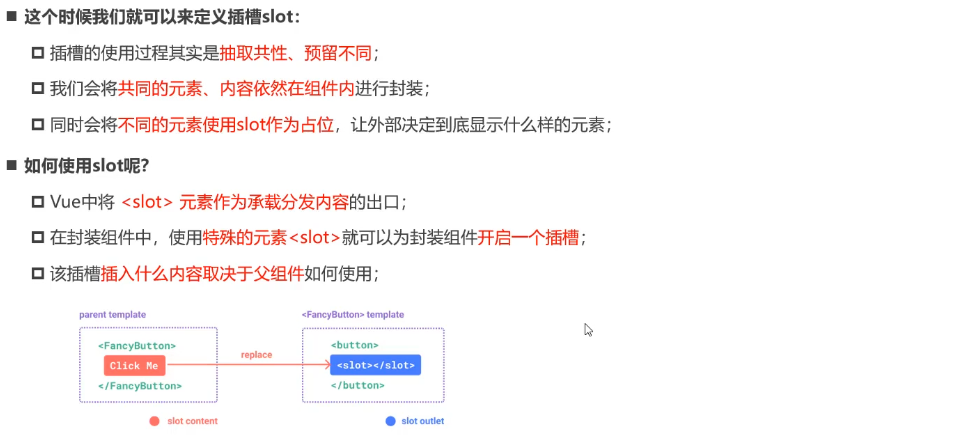 这个时候我们就可以来定义插槽slot：
插槽的使用过程其实是抽取共性、预留不同；
我们会将共同的元素、内容依然在组件内进行封装；
同时会将不同的元素使用slot作为占位，让外部决定到底显示什么样的元素；
如何使用slot呢？
Vue中将 <slot> 元素作为承载分发内容的出口；
在封装组件中，使用特殊的元素<slot>就可以为封装组件开启一个插槽；
该插槽插入什么内容取决于父组件如何使用；
parent template
<FancyButton>
Click Me
</FancyButton>
replace
<FancyButton> template
<button>
<slot></slot>
</button>
slot content
slot outlet